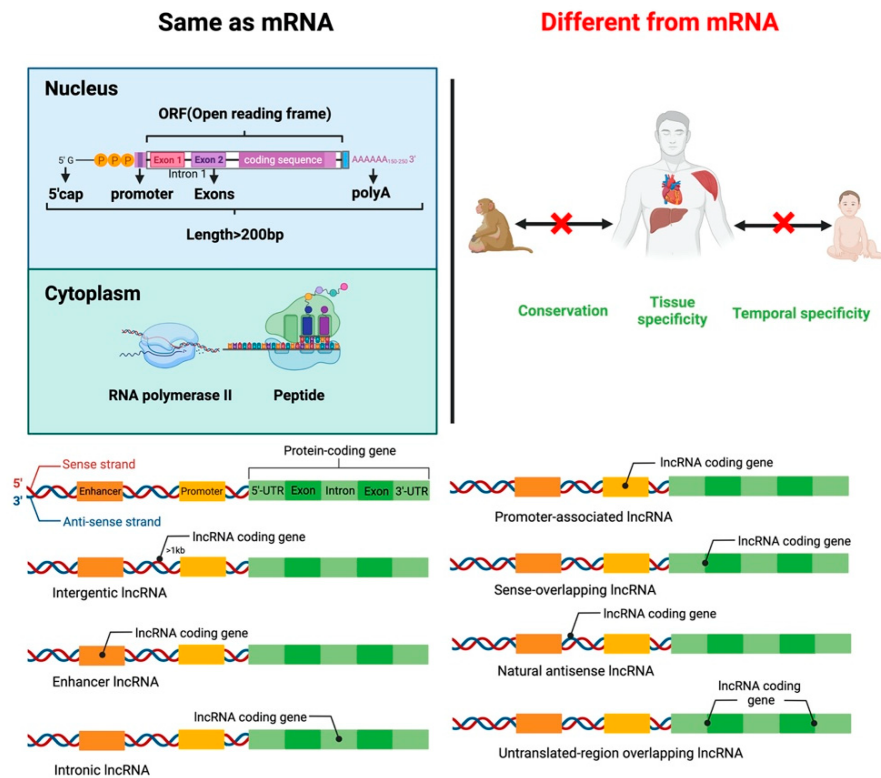 Same as mRNA
Different from mRNA
Nucleus
ORF(Open reading frame)
5' G
P P P
Exon 1
Exon 2
coding sequence
AAAAAA150-250 3'
Intron 1
5'cap
promoter
Exons
polyA
Length>200bp
Cytoplasm
RNA polymerase II
Peptide
Conservation
Tissue
specificity
Temporal specificity
Protein-coding gene
5'
Sense strand
3'
Anti-sense strand
Enhancer
Promoter
5'-UTR
Exon
Intron
Exon
3'-UTR
lncRNA coding gene
>1kb
Intergentic lncRNA
lncRNA coding gene
Enhancer lncRNA
lncRNA coding gene
Intronic lncRNA
lncRNA coding gene
Promoter-associated lncRNA
lncRNA coding gene
Sense-overlapping lncRNA
lncRNA coding gene
Natural antisense lncRNA
lncRNA coding
gene
Untranslated-region overlapping lncRNA